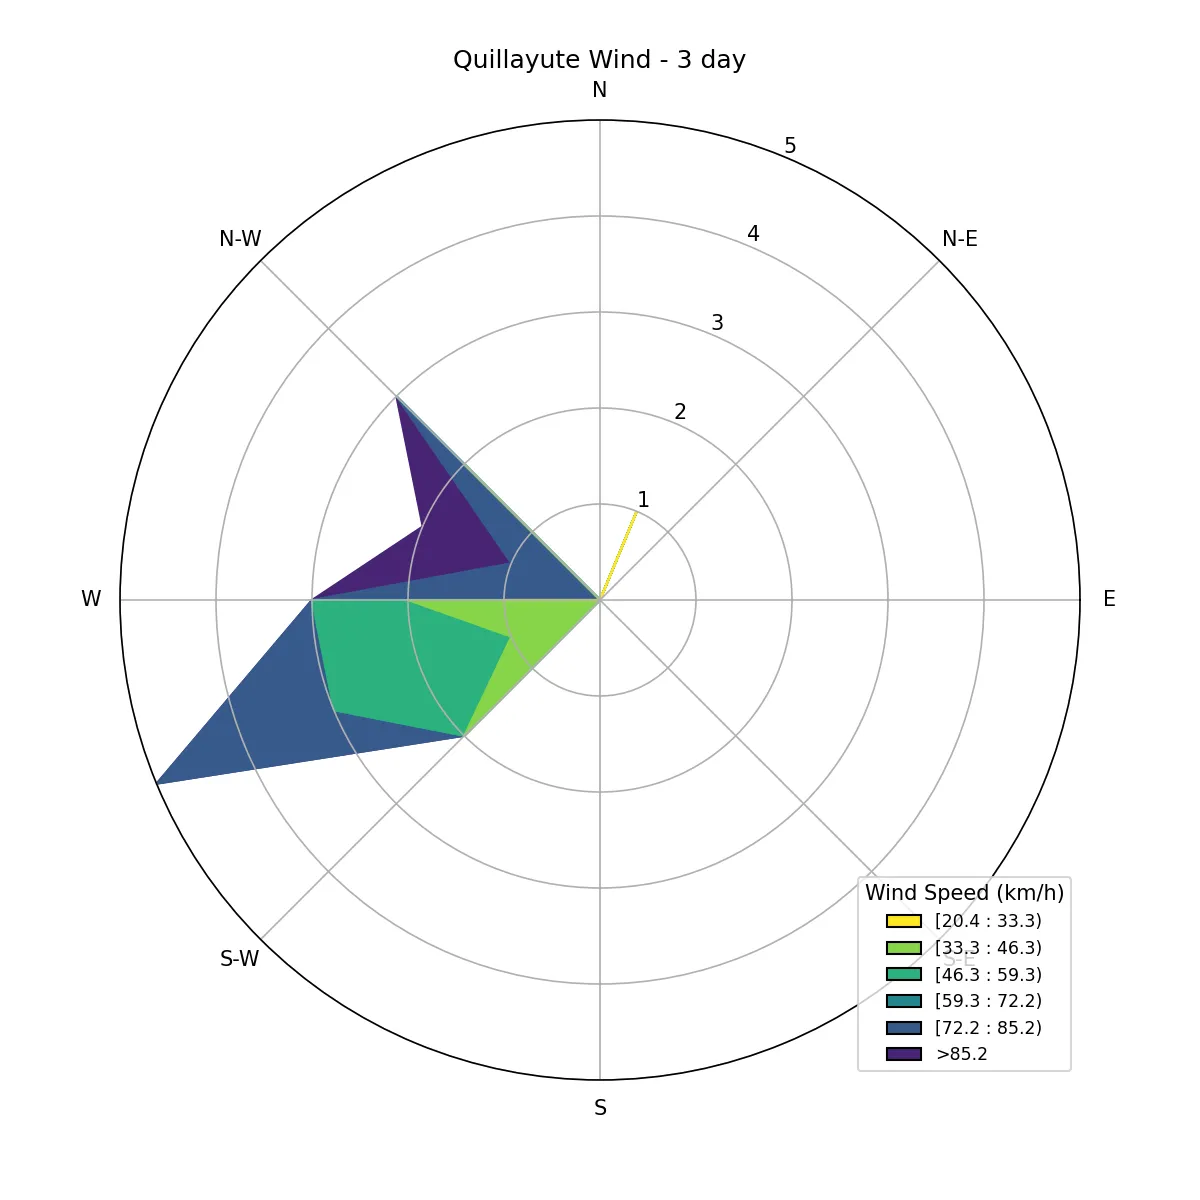 Quillayute Wind - 3 day
N
5
N-W
N-E
4
3
2
1
W
E
S-W
S-E
S
Wind Speed (km/h)
[20.4 : 33.3)
[33.3 : 46.3)
[46.3 : 59.3)
[59.3 : 72.2)
[72.2 : 85.2)
>85.2